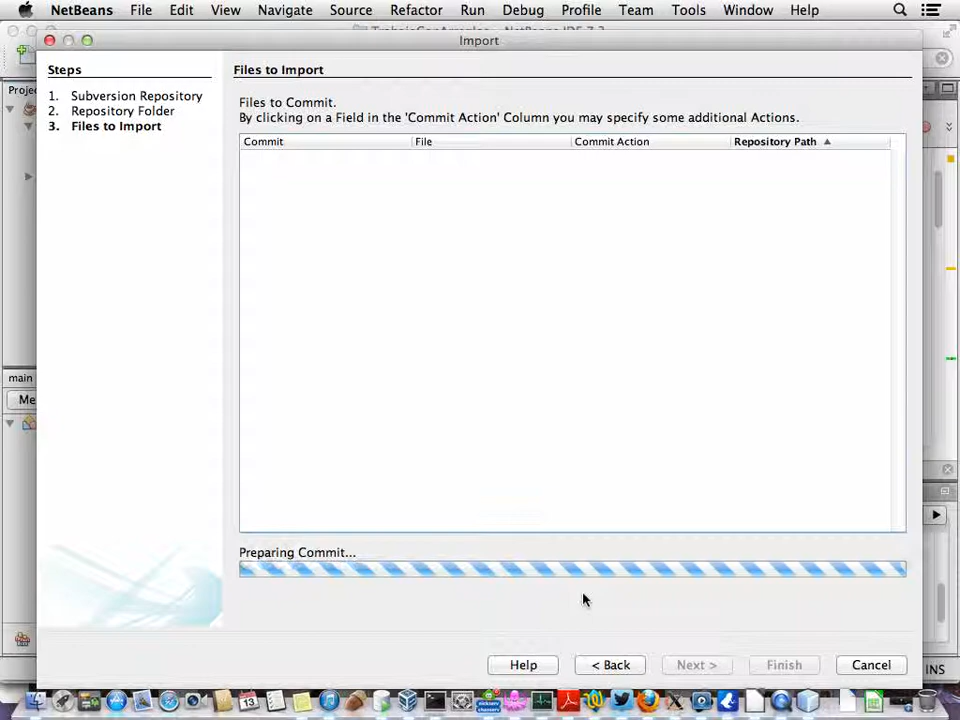 NetBeans File Edit View Navigate Source Refactor Run Debug Profile Team Tools Window Help
Import
Projec
Steps
1. Subversion Repository
2. Repository Folder
3. Files to Import
Files to Import
Files to Commit.
By clicking on a Field in the 'Commit Action' Column you may specify some additional Actions.
Commit File Commit Action Repository Path
main
Me
Preparing Commit...
Help < Back Next > Finish Cancel
INS
13